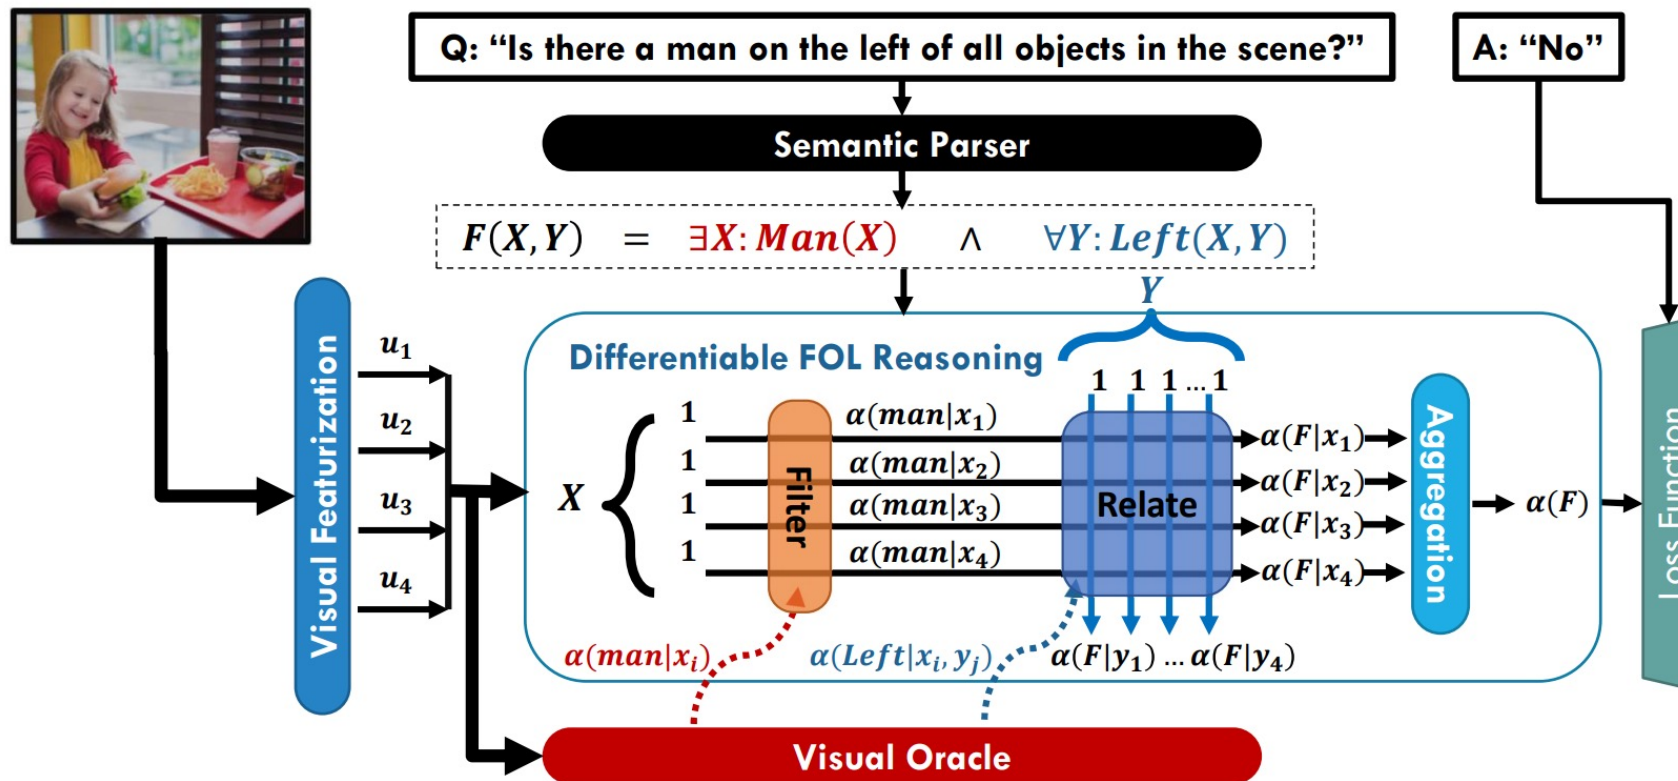 Q: “Is there a man on the left of all objects in the scene?”
A: “No”
Semantic Parser
F(X, Y) = ∃X: Man(X) ∧ ∀Y: Left(X, Y)
Y
Differentiable FOL Reasoning
1 1 1 ... 1
Visual Featurization
u₁
u₂
u₃
u₄
X
1
1
1
1
Filter
α(man|x₁)
α(man|x₂)
α(man|x₃)
α(man|x₄)
Relate
α(F|x₁)
α(F|x₂)
α(F|x₃)
α(F|x₄)
Aggregation
α(F)
Loss Function
α(man|xᵢ)
α(Left|xᵢ, yⱼ)
α(F|y₁) ... α(F|y₄)
Visual Oracle